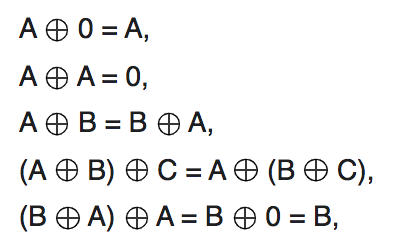 A ⊕ 0 = A,
A ⊕ A = 0,
A ⊕ B = B ⊕ A,
(A ⊕ B) ⊕ C = A ⊕ (B ⊕ C),
(B ⊕ A) ⊕ A = B ⊕ 0 = B,